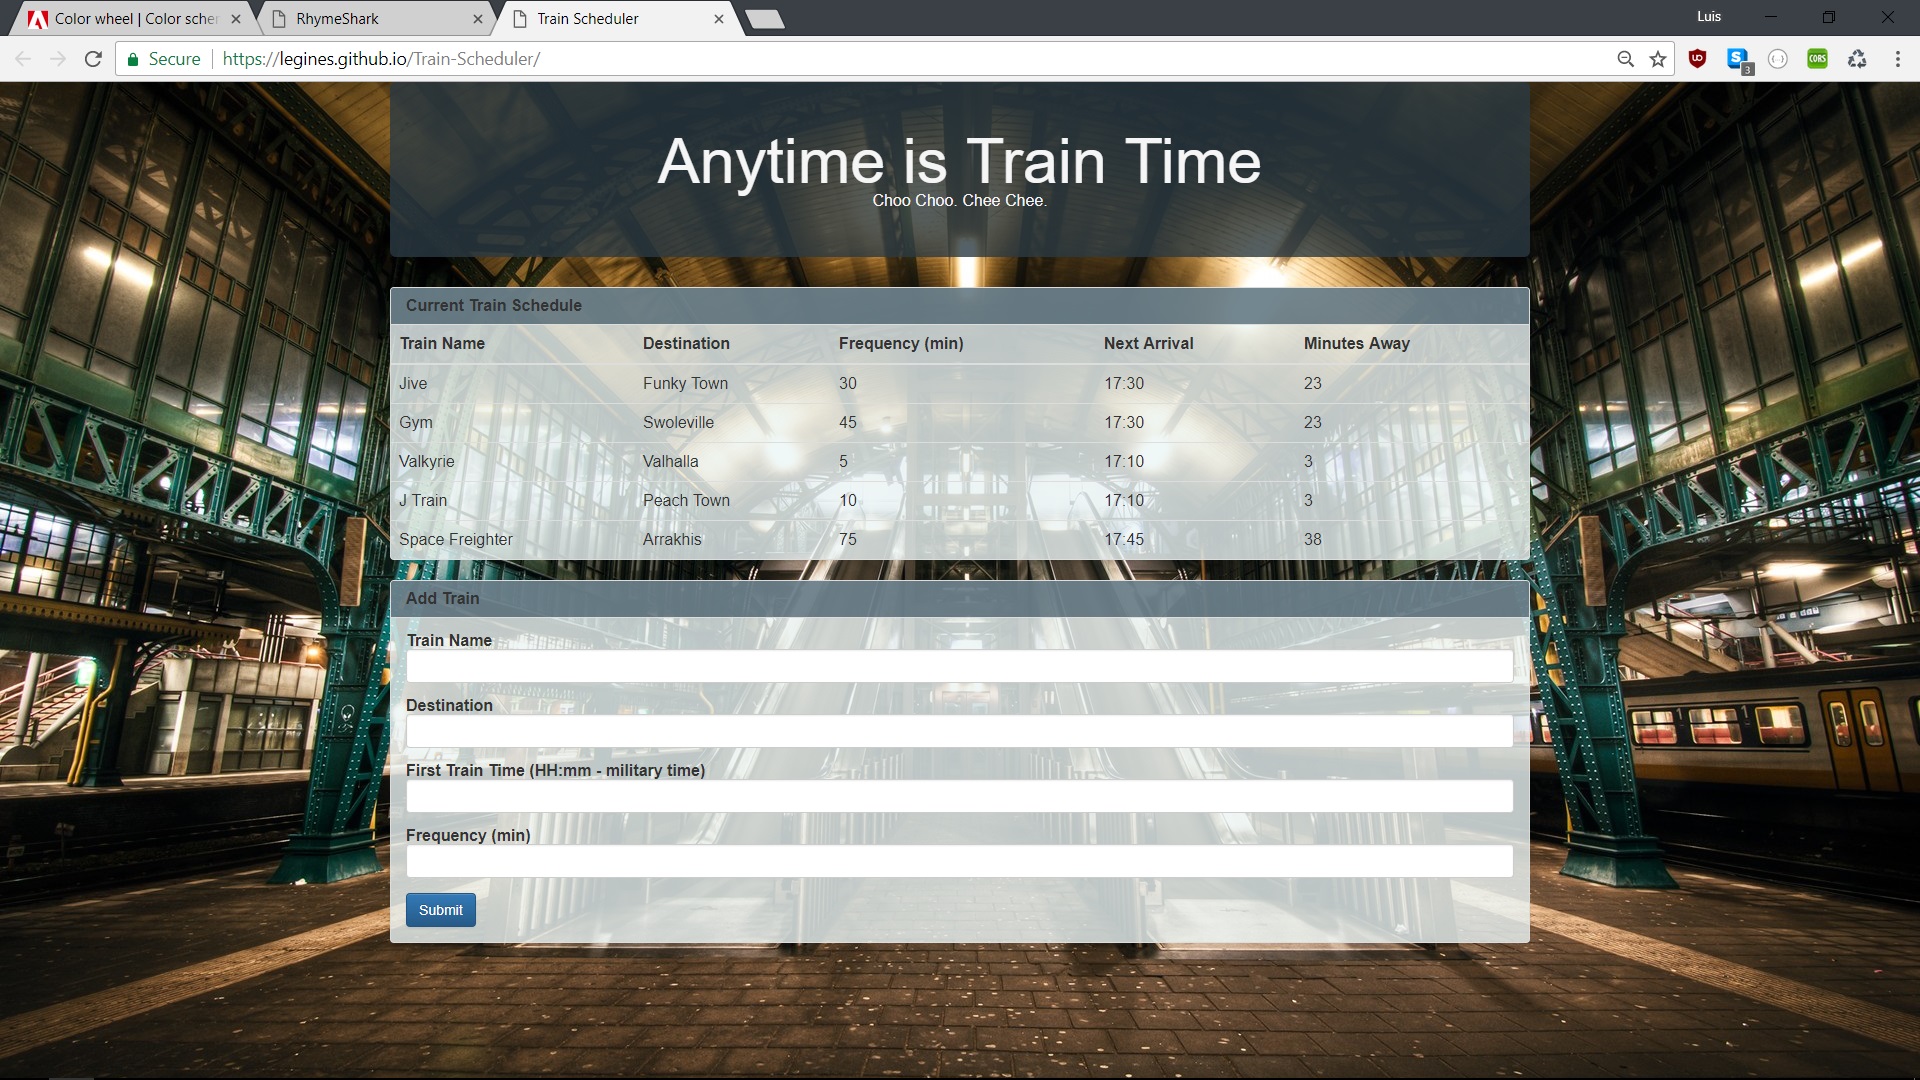 Color wheel | Color scher
RhymeShark
Train Scheduler
Luis
Secure
https://legines.github.io/Train-Scheduler/
3
CORS
Anytime is Train Time
Choo Choo. Chee Chee.
Current Train Schedule
Train Name Destination Frequency (min) Next Arrival Minutes Away
Jive Funky Town 30 17:30 23
Gym Swoleville 45 17:30 23
Valkyrie Valhalla 5 17:10 3
J Train Peach Town 10 17:10 3
Space Freighter Arrakhis 75 17:45 38
Add Train
Train Name
Destination
First Train Time (HH:mm - military time)
Frequency (min)
Submit